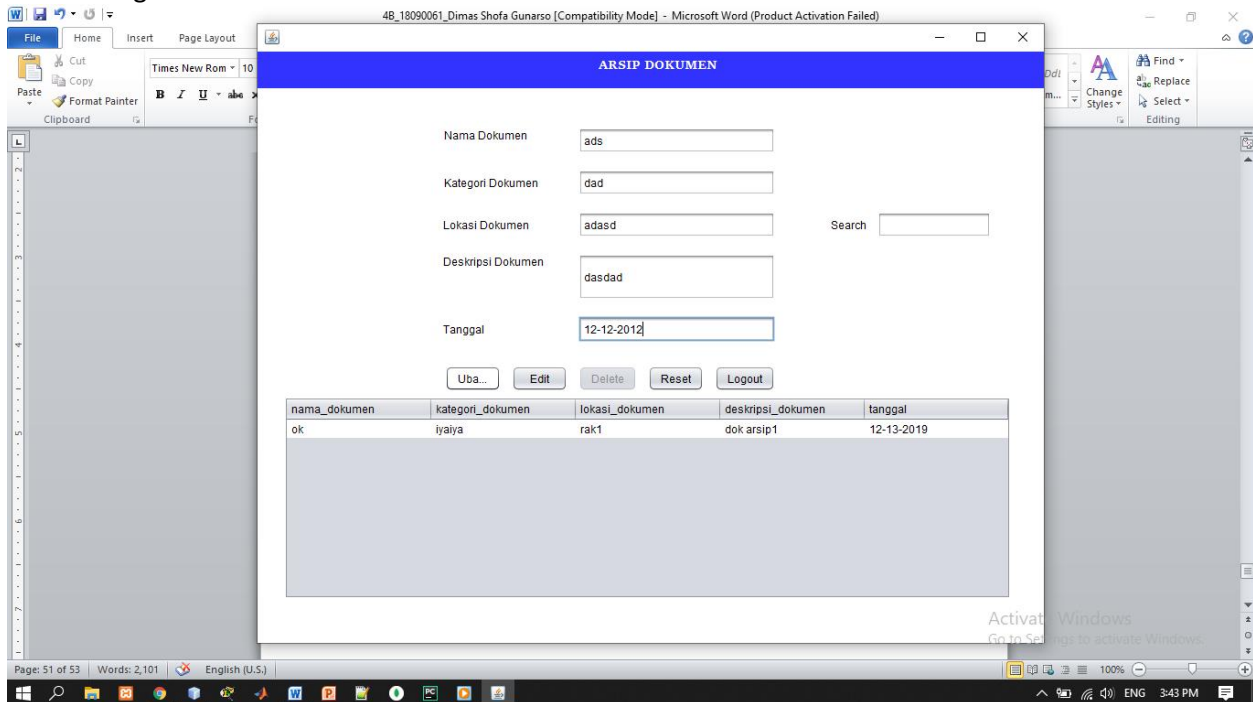 4B_18090061_Dimas Shofa Gunarso [Compatibility Mode] - Microsoft Word (Product Activation Failed)
File Home Insert Page Layout
ARSIP DOKUMEN
Cut
Copy
Format Painter
Paste
Clipboard
Times New Rom 10
B I U abc
Change Styles
Find
Replace
Select
Editing
Nama Dokumen ads
Kategori Dokumen dad
Lokasi Dokumen adasd Search
Deskripsi Dokumen dasdad
Tanggal 12-12-2012
Uba... Edit Delete Reset Logout
nama_dokumen kategori_dokumen lokasi_dokumen deskripsi_dokumen tanggal
ok iyaiya rak1 dok arsip1 12-13-2019
Activate Windows
Go to Settings to activate Windows.
Page: 51 of 53 Words: 2,101 English (U.S.) 100%
ENG 3:43 PM